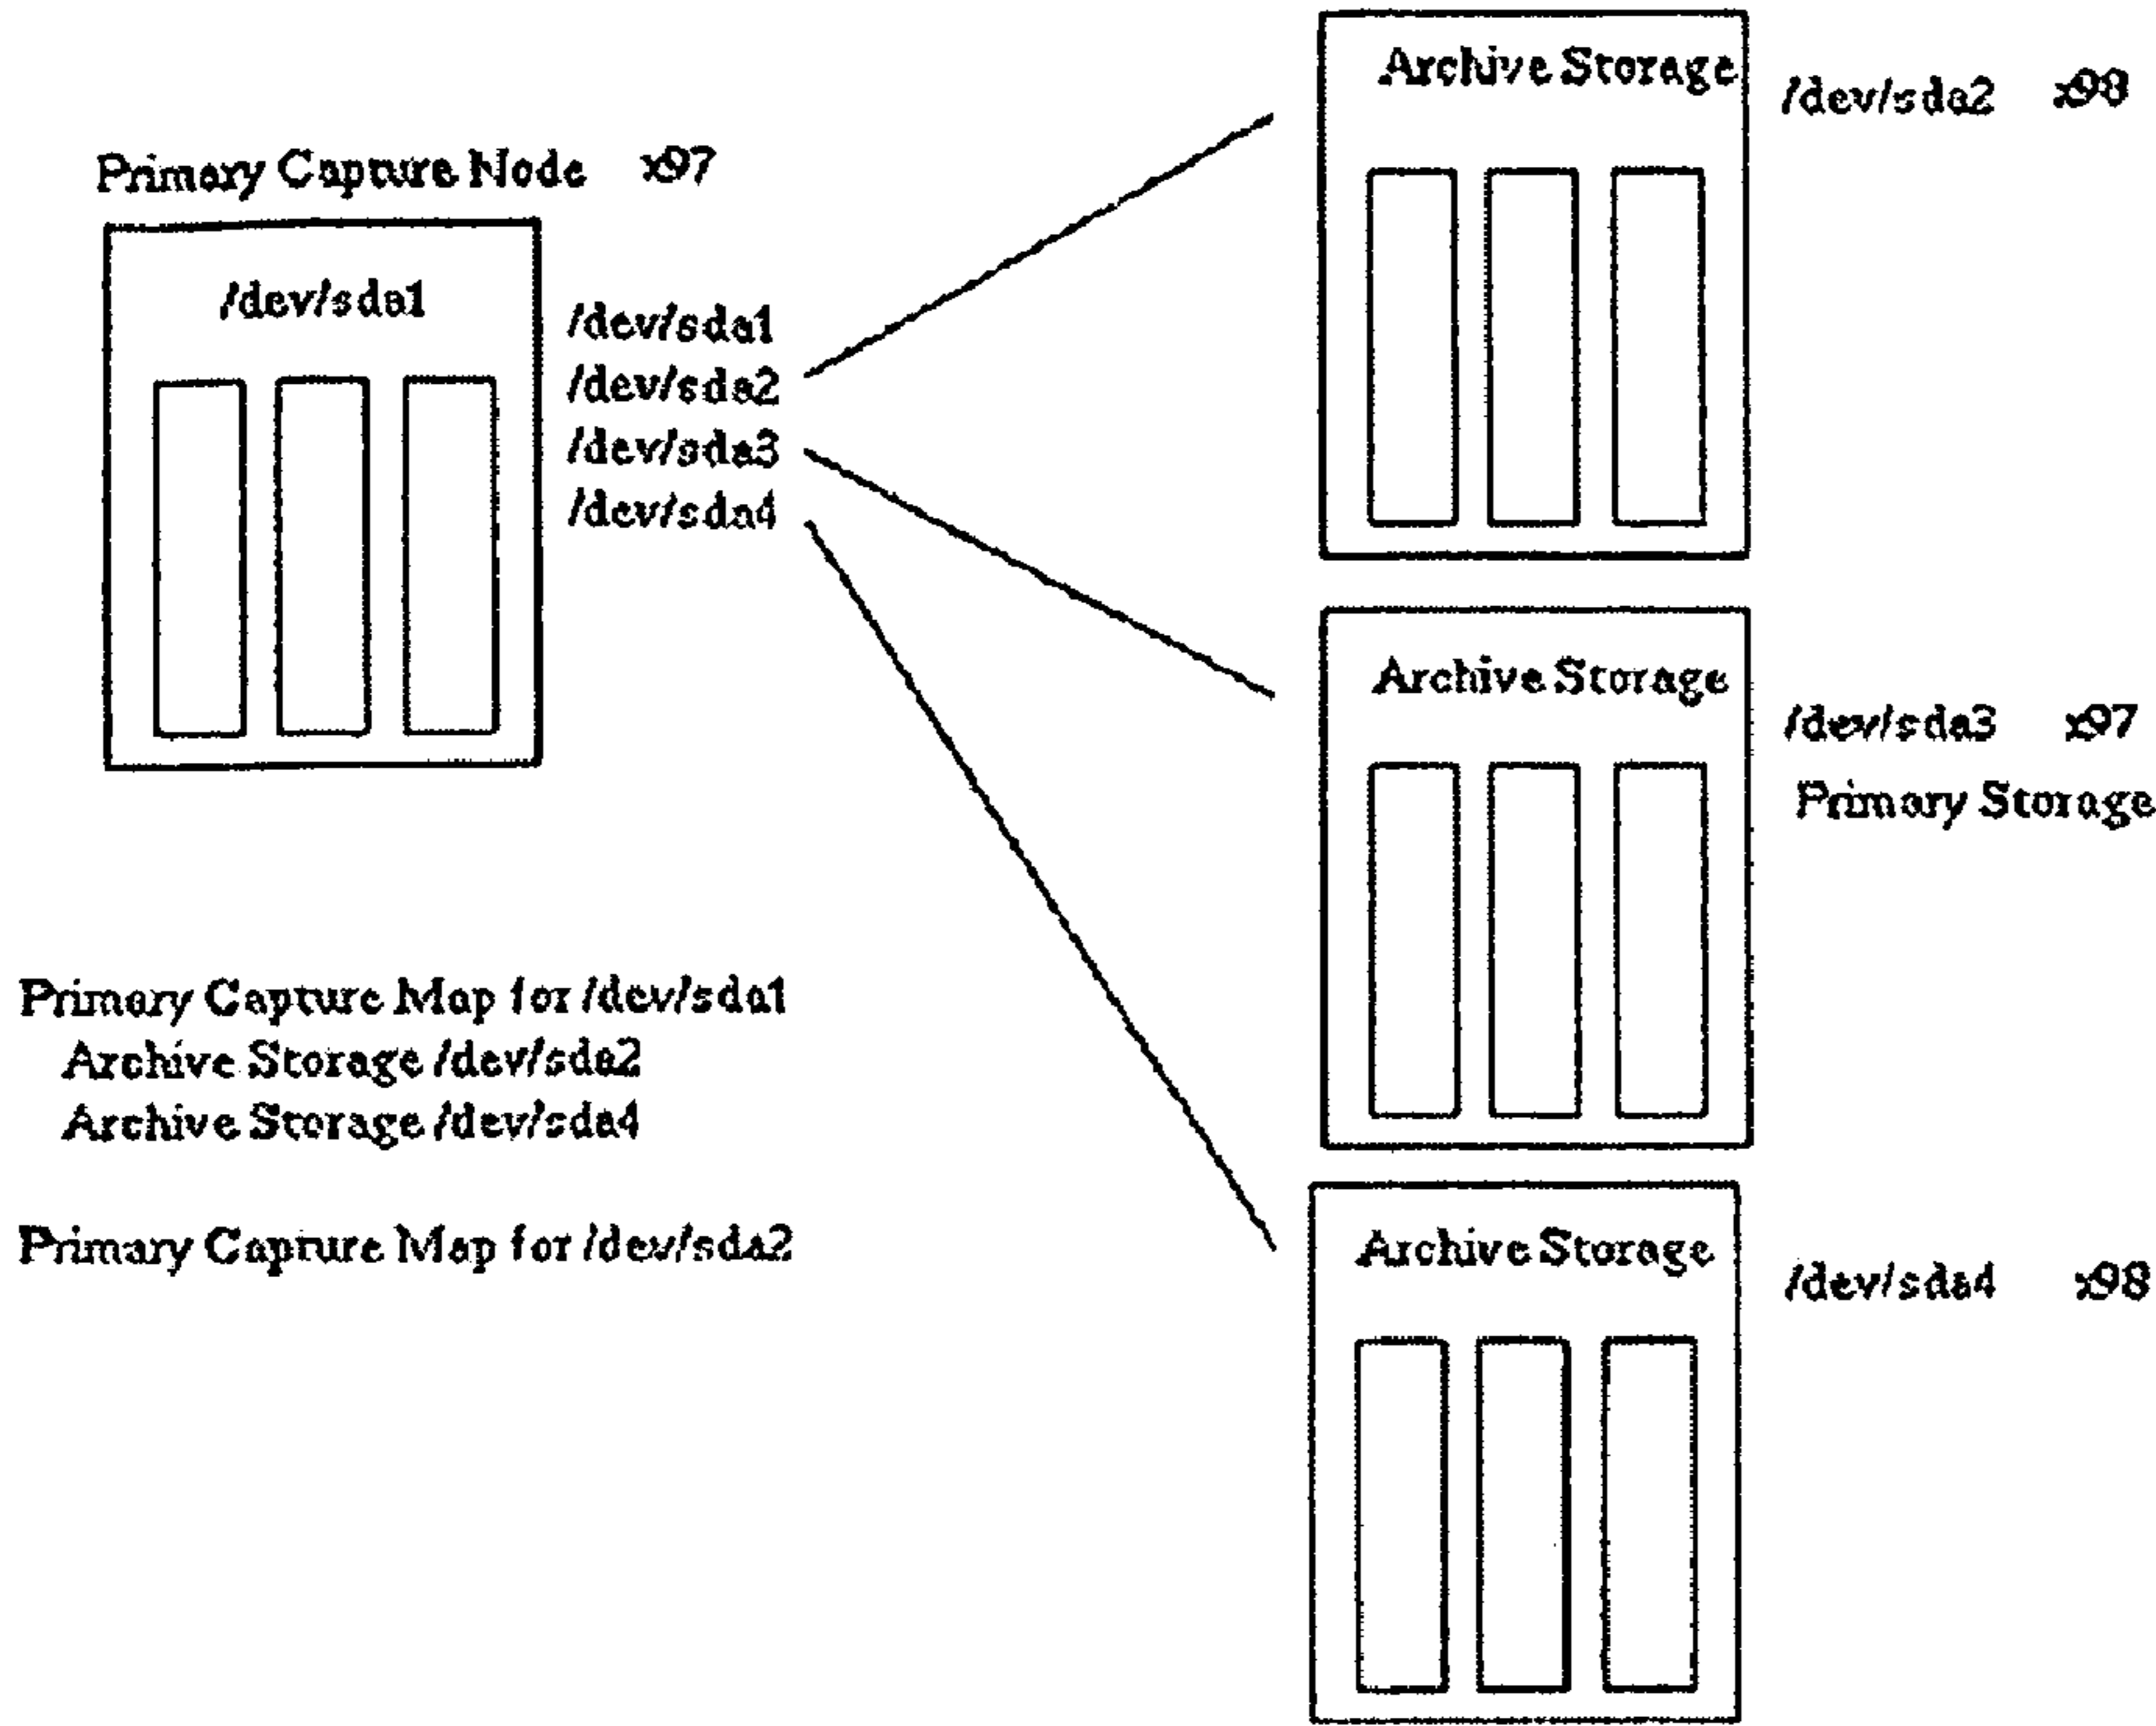 Primary Capture Node x97
/dev/sda1
/dev/sda1
/dev/sda2
/dev/sda3
/dev/sda4
Primary Capture Map for /dev/sda1
Archive Storage /dev/sda2
Archive Storage /dev/sda4
Primary Capture Map for /dev/sda2
Archive Storage
/dev/sda2 x98
Archive Storage
/dev/sda3 x97
Primary Storage
Archive Storage
/dev/sda4 x98